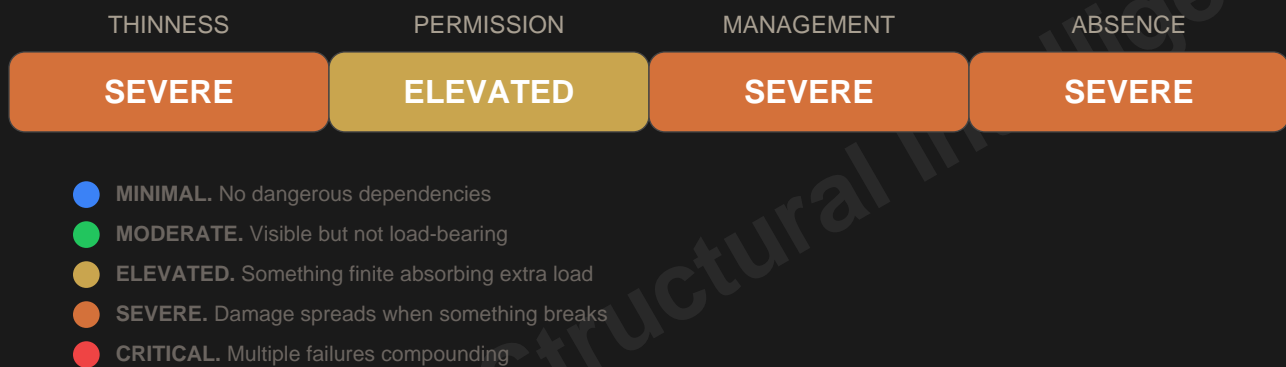 THINNESS PERMISSION MANAGEMENT ABSENCE
SEVERE ELEVATED SEVERE SEVERE
MINIMAL. No dangerous dependencies
MODERATE. Visible but not load-bearing
ELEVATED. Something finite absorbing extra load
SEVERE. Damage spreads when something breaks
CRITICAL. Multiple failures compounding
Structural